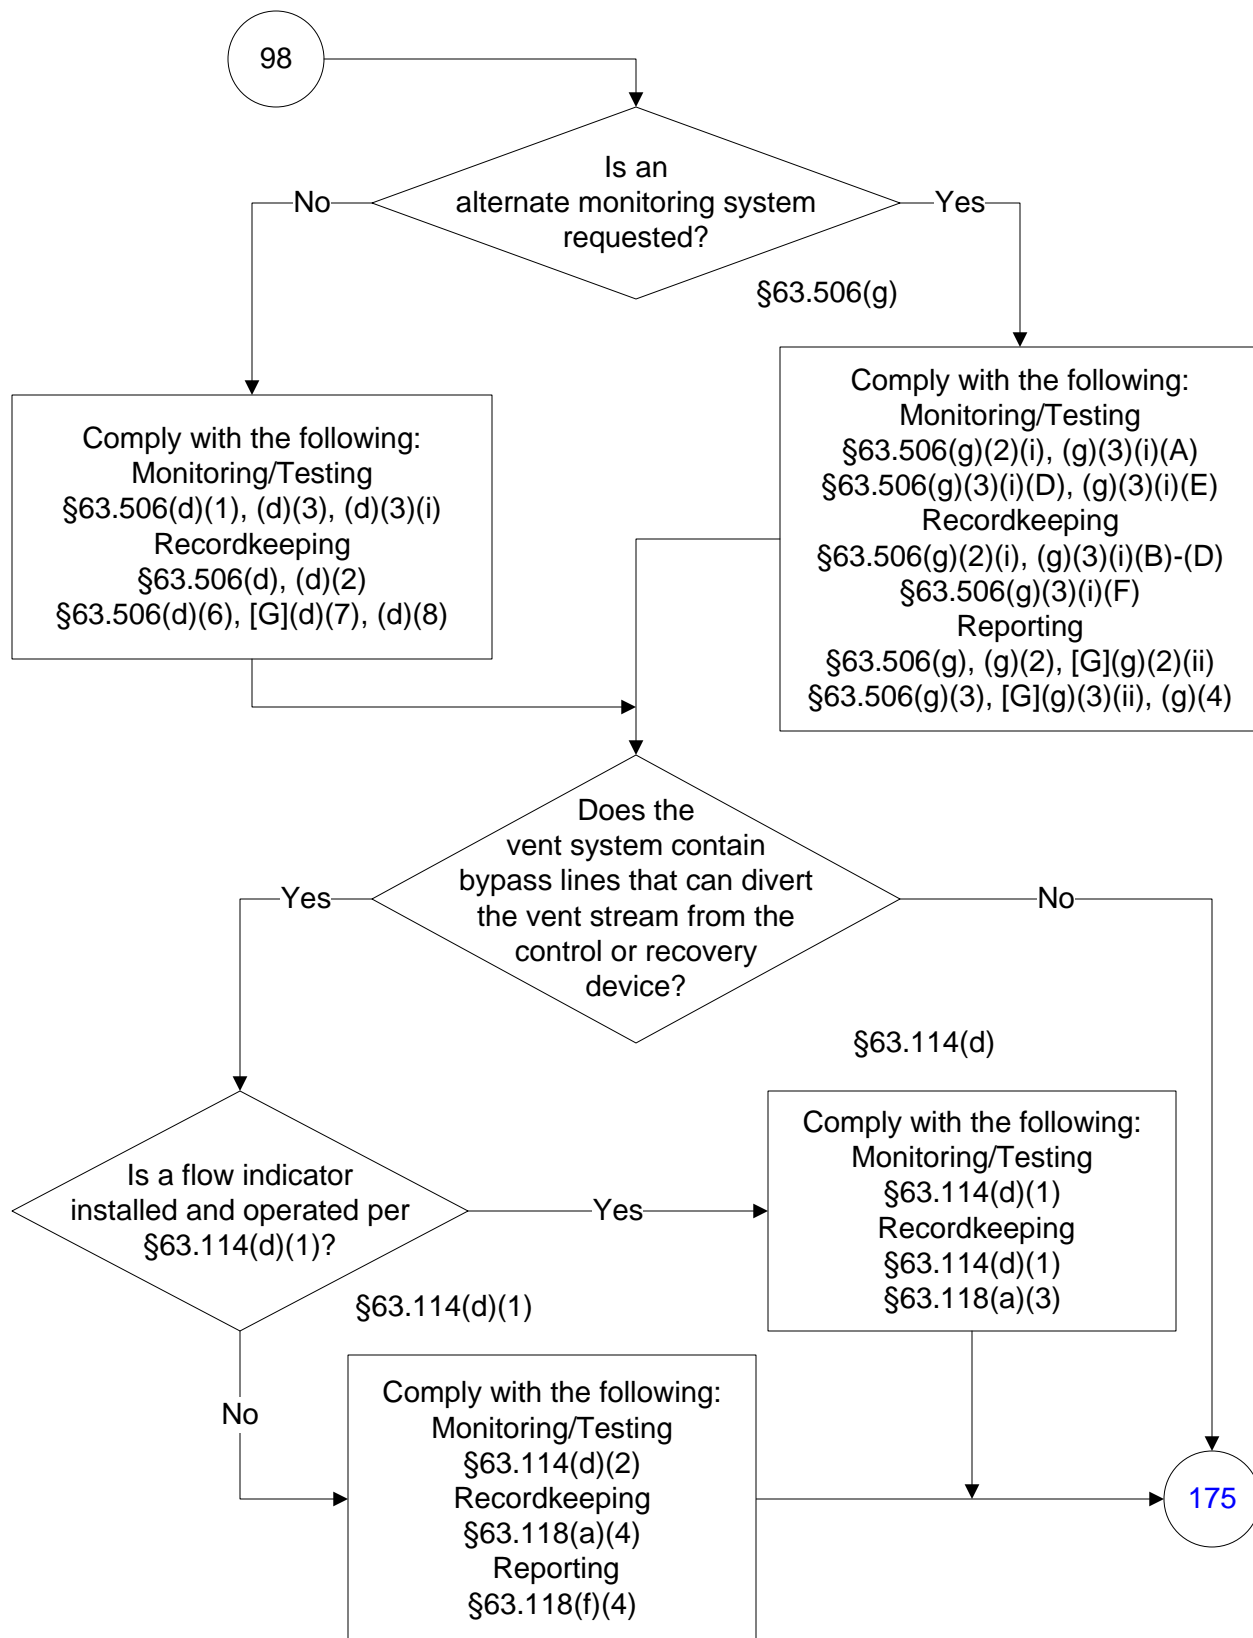 98
Is an
alternate monitoring system
requested?
No
Yes
§63.506(g)
Comply with the following:
Monitoring/Testing
§63.506(d)(1), (d)(3), (d)(3)(i)
Recordkeeping
§63.506(d), (d)(2)
§63.506(d)(6), [G](d)(7), (d)(8)
Comply with the following:
Monitoring/Testing
§63.506(g)(2)(i), (g)(3)(i)(A)
§63.506(g)(3)(i)(D), (g)(3)(i)(E)
Recordkeeping
§63.506(g)(2)(i), (g)(3)(i)(B)-(D)
§63.506(g)(3)(i)(F)
Reporting
§63.506(g), (g)(2), [G](g)(2)(ii)
§63.506(g)(3), [G](g)(3)(ii), (g)(4)
Does the
vent system contain
bypass lines that can divert
the vent stream from the
control or recovery
device?
Yes
No
§63.114(d)
Is a flow indicator
installed and operated per
§63.114(d)(1)?
Yes
§63.114(d)(1)
Comply with the following:
Monitoring/Testing
§63.114(d)(1)
Recordkeeping
§63.114(d)(1)
§63.118(a)(3)
No
Comply with the following:
Monitoring/Testing
§63.114(d)(2)
Recordkeeping
§63.118(a)(4)
Reporting
§63.118(f)(4)
175